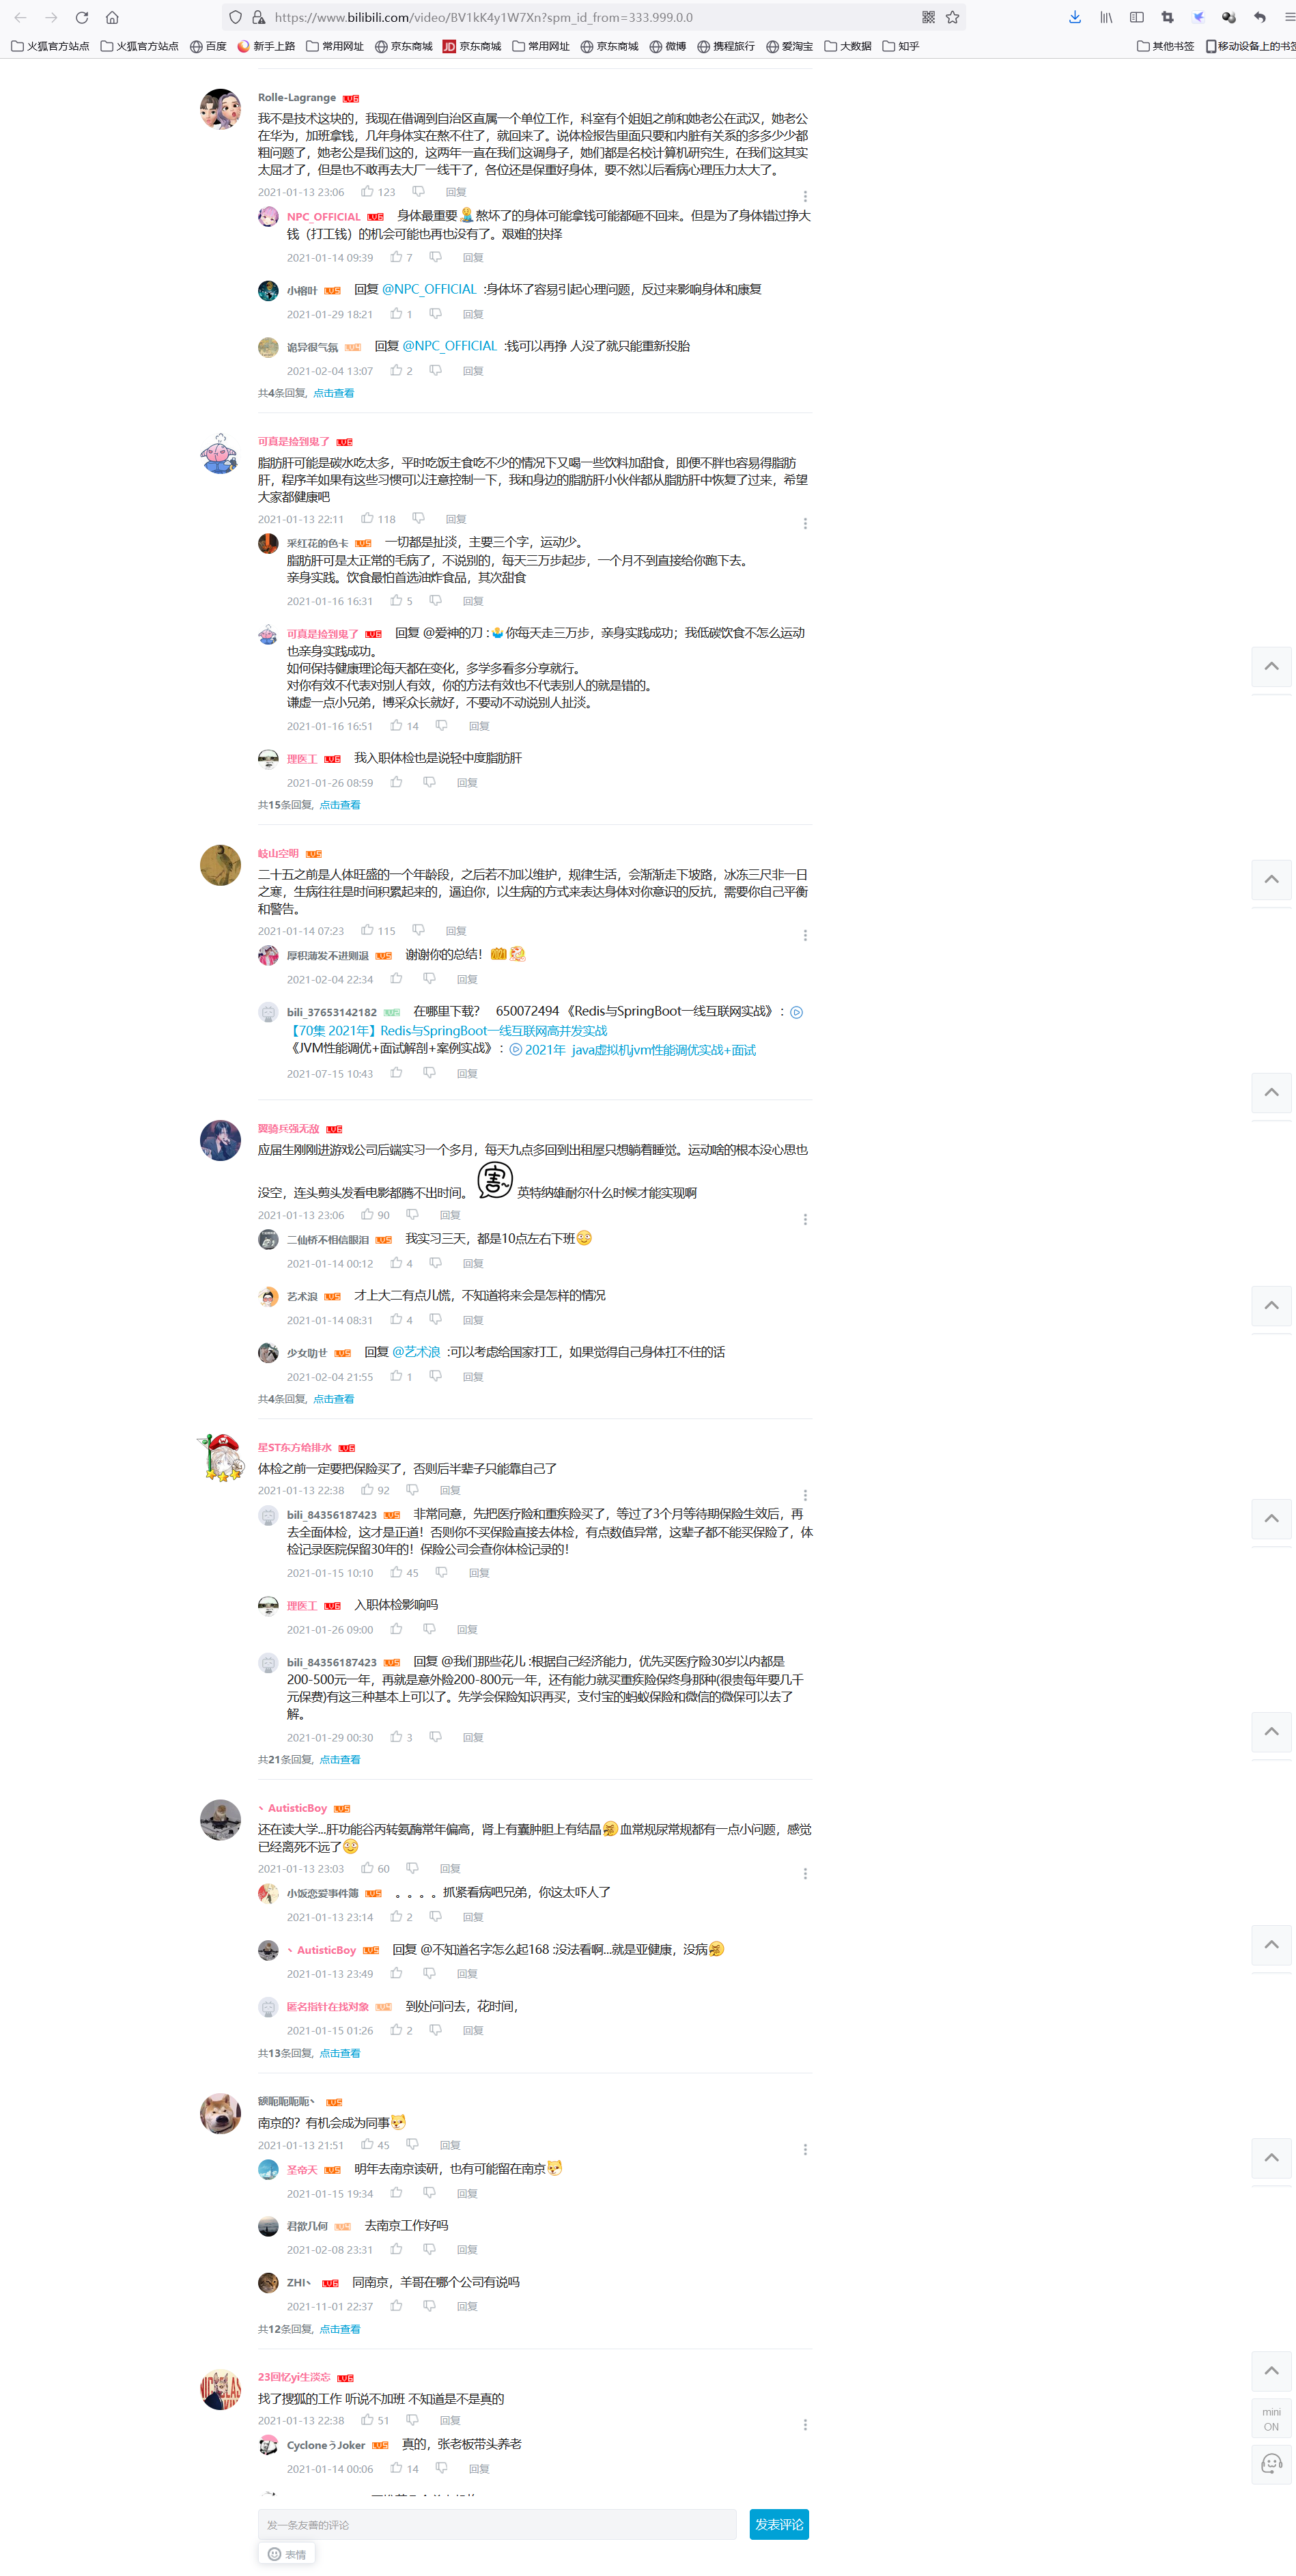 https://www.bilibili.com/video/BV1kK4y1W7Xn?spm_id_from=333.999.0.0
火狐官方站点 火狐官方站点 百度 新手上路 常用网址 京东商城 JD 京东商城 常用网址 京东商城 微博 携程旅行 爱淘宝 大数据 知乎 其他书签 移动设备上的书签
Rolle-Lagrange LV6
我不是技术这块的，我现在借调到自治区直属一个单位工作，科室有个姐姐之前和她老公在武汉，她老公
在华为，加班拿钱，几年身体实在熬不住了，就回来了。说体检报告里面只要和内脏有关系的多多少少都
粗问题了，她老公是我们这的，这两年一直在我们这调身子，她们都是名校计算机研究生，在我们这其实
太屈才了，但是也不敢再去大厂一线干了，各位还是保重好身体，要不然以后看病心理压力太大了。
2021-01-13 23:06 123 回复
NPC_OFFICIAL LV6 身体最重要 熬坏了的身体可能拿钱可能都砸不回来。但是为了身体错过挣大
钱（打工钱）的机会可能也再也没有了。艰难的抉择
2021-01-14 09:39 7 回复
小榕叶 LV5 回复 @NPC_OFFICIAL :身体坏了容易引起心理问题，反过来影响身体和康复
2021-01-29 18:21 1 回复
诡异很气氛 LV4 回复 @NPC_OFFICIAL :钱可以再挣 人没了就只能重新投胎
2021-02-04 13:07 2 回复
共4条回复, 点击查看
可真是捡到鬼了 LV6
脂肪肝可能是碳水吃太多，平时吃饭主食吃不少的情况下又喝一些饮料加甜食，即便不胖也容易得脂肪
肝，程序羊如果有这些习惯可以注意控制一下，我和身边的脂肪肝小伙伴都从脂肪肝中恢复了过来，希望
大家都健康吧
2021-01-13 22:11 118 回复
采红花的色卡 LV5 一切都是扯淡，主要三个字，运动少。
脂肪肝可是太正常的毛病了，不说别的，每天三万步起步，一个月不到直接给你跑下去。
亲身实践。饮食最怕首选油炸食品，其次甜食
2021-01-16 16:31 5 回复
可真是捡到鬼了 LV6 回复 @爱神的刀 : 你每天走三万步，亲身实践成功；我低碳饮食不怎么运动
也亲身实践成功。
如何保持健康理论每天都在变化，多学多看多分享就行。
对你有效不代表对别人有效，你的方法有效也不代表别人的就是错的。
谦虚一点小兄弟，博采众长就好，不要动不动说别人扯淡。
2021-01-16 16:51 14 回复
理医工 LV6 我入职体检也是说轻中度脂肪肝
2021-01-26 08:59 回复
共15条回复, 点击查看
岐山空明 LV5
二十五之前是人体旺盛的一个年龄段，之后若不加以维护，规律生活，会渐渐走下坡路，冰冻三尺非一日
之寒，生病往往是时间积累起来的，逼迫你，以生病的方式来表达身体对你意识的反抗，需要你自己平衡
和警告。
2021-01-14 07:23 115 回复
厚积薄发不进则退 LV5 谢谢你的总结！
2021-02-04 22:34 回复
bili_37653142182 LV2 在哪里下载？ 650072494 《Redis与SpringBoot一线互联网实战》：
【70集 2021年】Redis与SpringBoot一线互联网高并发实战
《JVM性能调优+面试解剖+案例实战》： 2021年 java虚拟机jvm性能调优实战+面试
2021-07-15 10:43 回复
翼骑兵强无敌 LV6
应届生刚刚进游戏公司后端实习一个多月，每天九点多回到出租屋只想躺着睡觉。运动啥的根本没心思也
没空，连头剪头发看电影都腾不出时间。 害~ 英特纳雄耐尔什么时候才能实现啊
2021-01-13 23:06 90 回复
二仙桥不相信眼泪 LV5 我实习三天，都是10点左右下班
2021-01-14 00:12 4 回复
艺术浪 LV5 才上大二有点儿慌，不知道将来会是怎样的情况
2021-01-14 08:31 4 回复
少女叻せ LV5 回复 @艺术浪 :可以考虑给国家打工，如果觉得自己身体扛不住的话
2021-02-04 21:55 1 回复
共4条回复, 点击查看
星ST东方给排水 LV6
体检之前一定要把保险买了，否则后半辈子只能靠自己了
2021-01-13 22:38 92 回复
bili_84356187423 LV5 非常同意，先把医疗险和重疾险买了，等过了3个月等待期保险生效后，再
去全面体检，这才是正道！否则你不买保险直接去体检，有点数值异常，这辈子都不能买保险了，体
检记录医院保留30年的！保险公司会查你体检记录的！
2021-01-15 10:10 45 回复
理医工 LV6 入职体检影响吗
2021-01-26 09:00 回复
bili_84356187423 LV5 回复 @我们那些花儿 :根据自己经济能力，优先买医疗险30岁以内都是
200-500元一年，再就是意外险200-800元一年，还有能力就买重疾险保终身那种(很贵每年要几千
元保费)有这三种基本上可以了。先学会保险知识再买，支付宝的蚂蚁保险和微信的微保可以去了
解。
2021-01-29 00:30 3 回复
共21条回复, 点击查看
丶AutisticBoy LV5
还在读大学...肝功能谷丙转氨酶常年偏高，肾上有囊肿胆上有结晶 血常规尿常规都有一点小问题，感觉
已经离死不远了
2021-01-13 23:03 60 回复
小饭恋爱事件簿 LV5 。。。。抓紧看病吧兄弟，你这太吓人了
2021-01-13 23:14 2 回复
丶AutisticBoy LV5 回复 @不知道名字怎么起168 :没法看啊...就是亚健康，没病
2021-01-13 23:49 回复
匿名指针在找对象 LV4 到处问问去，花时间，
2021-01-15 01:26 2 回复
共13条回复, 点击查看
额呃呃呃呃丶 LV5
南京的？有机会成为同事
2021-01-13 21:51 45 回复
圣帝天 LV5 明年去南京读研，也有可能留在南京
2021-01-15 19:34 回复
君欲几何 LV4 去南京工作好吗
2021-02-08 23:31 回复
ZHI丶 LV6 同南京，羊哥在哪个公司有说吗
2021-11-01 22:37 回复
共12条回复, 点击查看
23回忆yi生淡忘 LV6
找了搜狐的工作 听说不加班 不知道是不是真的
2021-01-13 22:38 51 回复
CycloneうJoker LV5 真的，张老板带头养老
2021-01-14 00:06 14 回复
mini
ON
发一条友善的评论 发表评论
表情